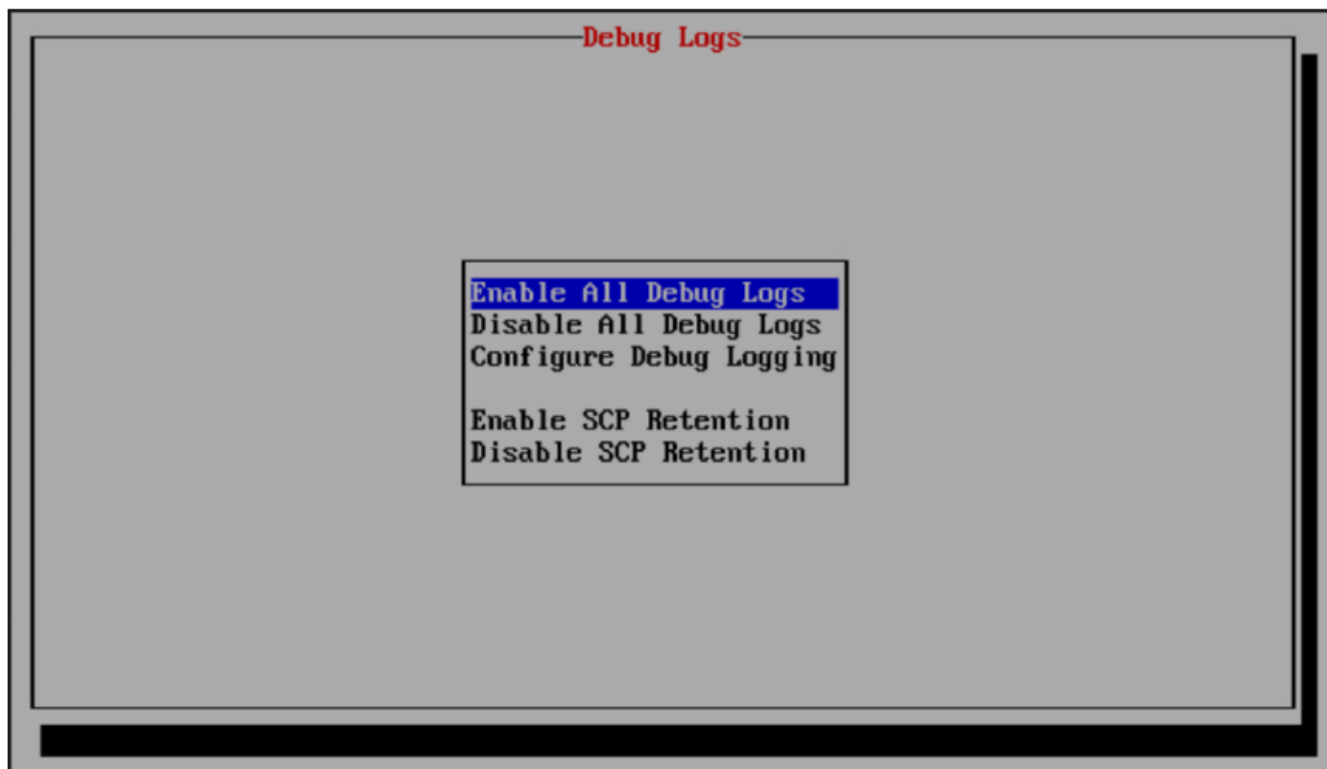 Debug Logs
Enable All Debug Logs
Disable All Debug Logs
Configure Debug Logging
Enable SCP Retention
Disable SCP Retention